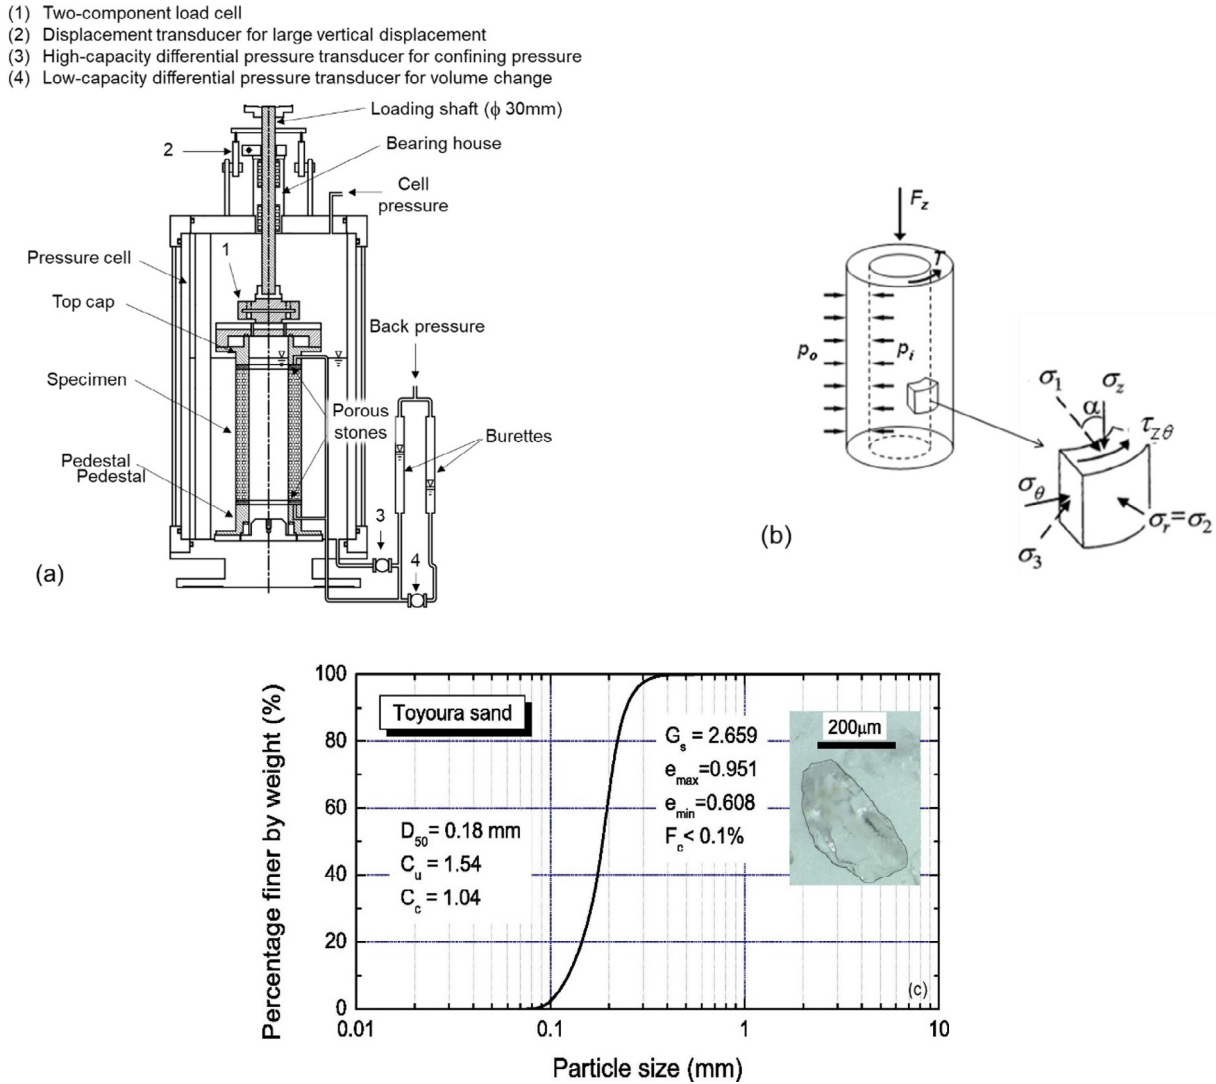 (1) Two-component load cell
(2) Displacement transducer for large vertical displacement
(3) High-capacity differential pressure transducer for confining pressure
(4) Low-capacity differential pressure transducer for volume change
Loading shaft (ϕ 30mm)
2
Bearing house
Cell
pressure
Pressure cell
1
Top cap
Back pressure
Specimen
Porous
stones
Burettes
Pedestal
Pedestal
3
4
(a)
F_z
T
p_o
p_i
σ_1
α
σ_z
τ_zθ
σ_θ
σ_r=σ_2
σ_3
(b)
Percentage finer by weight (%)
100
80
60
40
20
0
Toyoura sand
G_s = 2.659
e_max=0.951
e_min=0.608
F_c< 0.1%
200μm
D_50 = 0.18 mm
C_u = 1.54
C_c = 1.04
(c)
0.01
0.1
1
10
Particle size (mm)